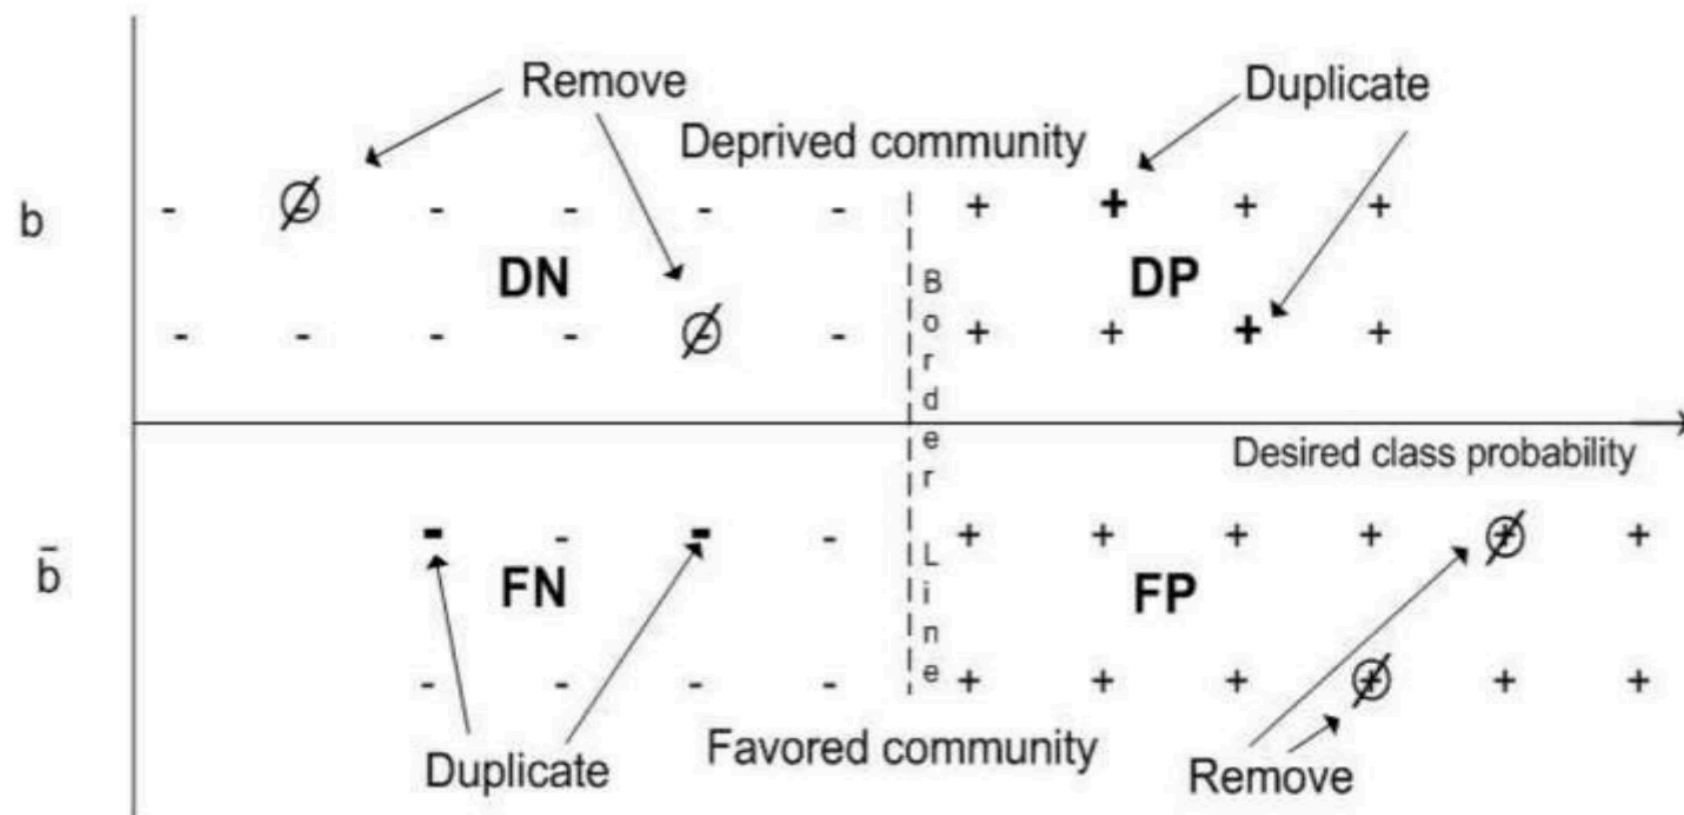 Remove
Duplicate
Deprived community
b
- Ø - - - - + + + +
DN
DP
- - - - Ø - + + + +
Border Line
Desired class probability
b̄
- - - - + + + + + +
FN
FP
- - - - + + + + + +
Favored community
Duplicate
Remove